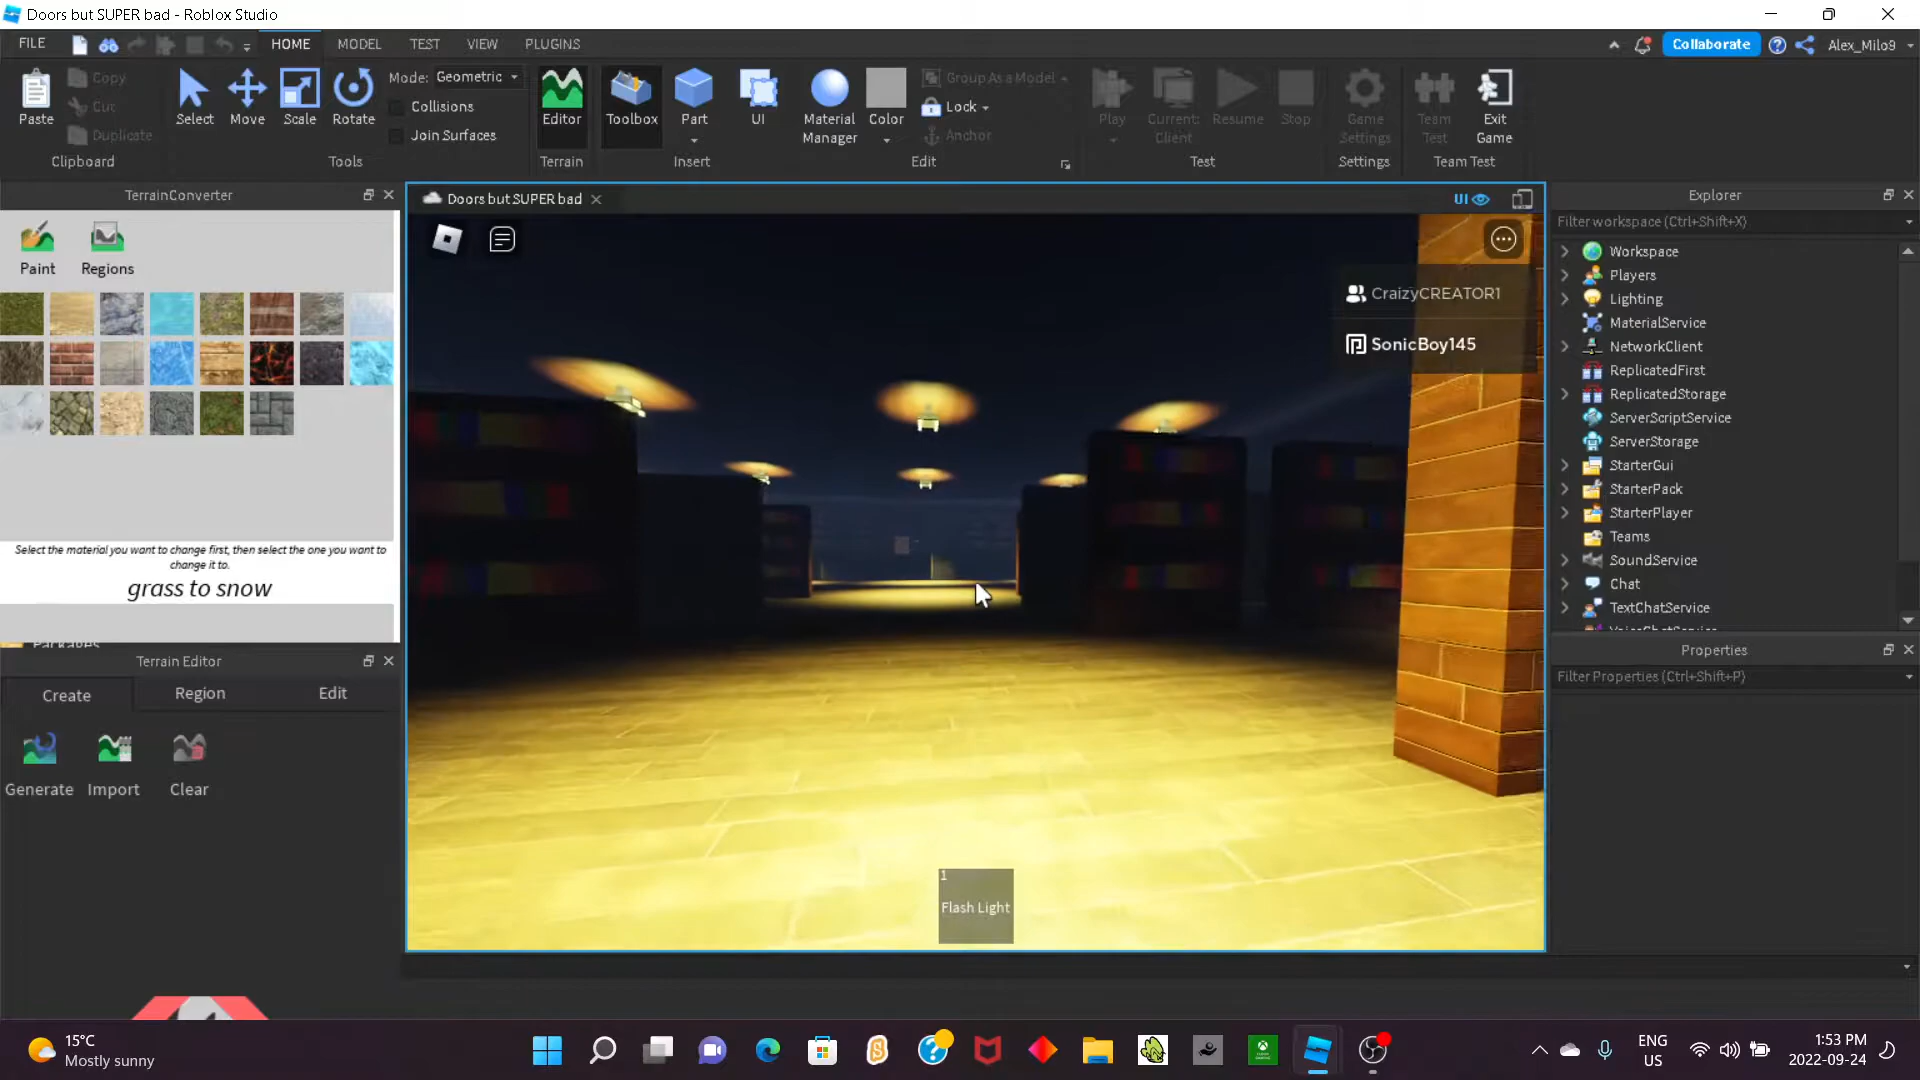 Doors but SUPER bad - Roblox Studio
FILE
HOME
MODEL
TEST
VIEW
PLUGINS
Collaborate
Alex_Milo9
Paste
Copy
Cut
Duplicate
Clipboard
Select
Move
Scale
Rotate
Mode: Geometric
Collisions
Join Surfaces
Tools
Editor
Terrain
Toolbox
Part
UI
Insert
Material
Manager
Color
Group As a Model
Lock
Anchor
Edit
Play
Current:
Client
Resume
Stop
Test
Game
Settings
Settings
Team
Test
Exit
Game
Team Test
TerrainConverter
Paint
Regions
Select the material you want to change first, then select the one you want to
change it to.
grass to snow
Packages
Terrain Editor
Create
Region
Edit
Generate
Import
Clear
Doors but SUPER bad
UI
CraizyCREATOR1
SonicBoy145
1
Flash Light
Explorer
Filter workspace (Ctrl+Shift+X)
Workspace
Players
Lighting
MaterialService
NetworkClient
ReplicatedFirst
ReplicatedStorage
ServerScriptService
ServerStorage
StarterGui
StarterPack
StarterPlayer
Teams
SoundService
Chat
TextChatService
VoiceChatService
Properties
Filter Properties (Ctrl+Shift+P)
15°C
Mostly sunny
ENG
US
1:53 PM
2022-09-24